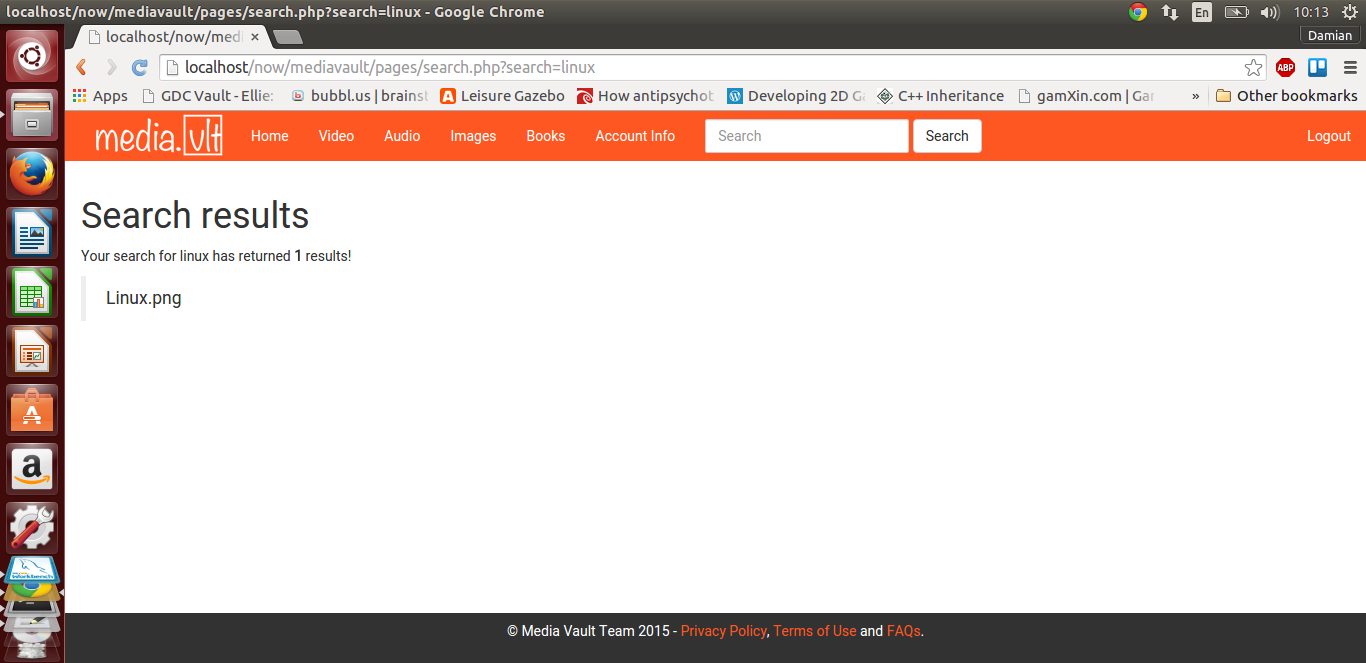 localhost/now/mediavault/pages/search.php?search=linux - Google Chrome
En
10:13
localhost/now/med
Damian
localhost/now/mediavault/pages/search.php?search=linux
ABP
Apps
GDC Vault - Ellie:
bubbl.us | brainst
Leisure Gazebo
How antipsychot
Developing 2D Ga
C++ Inheritance
gamXin.com | Gar
»
Other bookmarks
media.vlt
Home
Video
Audio
Images
Books
Account Info
Search
Search
Logout
Search results
Your search for linux has returned 1 results!
Linux.png
© Media Vault Team 2015 - Privacy Policy, Terms of Use and FAQs.